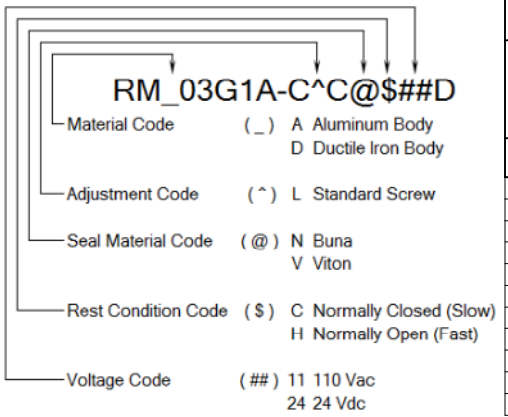 RM_03G1A-C^C@$##D
Material Code ( _ ) A Aluminum Body
D Ductile Iron Body
Adjustment Code ( ^ ) L Standard Screw
Seal Material Code ( @ ) N Buna
V Viton
Rest Condition Code ( $ ) C Normally Closed (Slow)
H Normally Open (Fast)
Voltage Code ( ## ) 11 110 Vac
24 24 Vdc